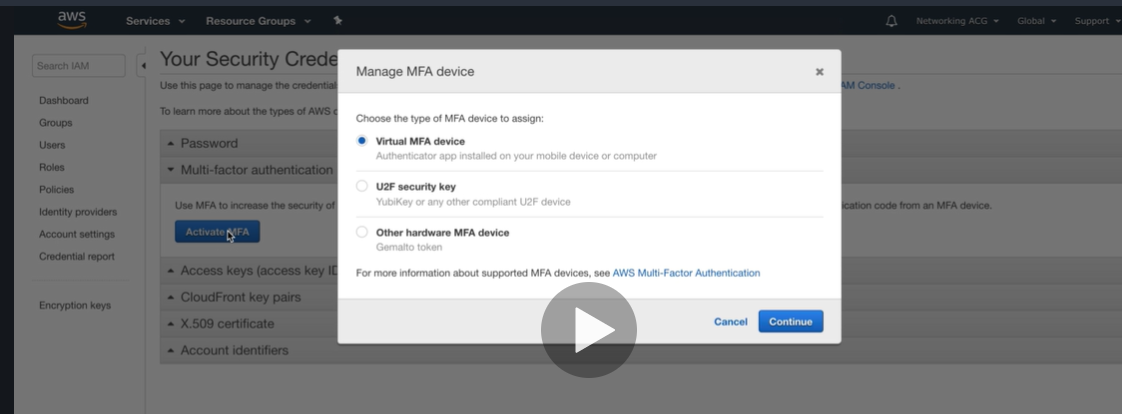 aws
Services
Resource Groups
Networking ACG
Global
Support
Search IAM
Dashboard
Groups
Users
Roles
Policies
Identity providers
Account settings
Credential report
Encryption keys
Your Security Crede
Use this page to manage the credential
AM Console .
To learn more about the types of AWS c
Password
Multi-factor authentication
Use MFA to increase the security of
ication code from an MFA device.
Activate MFA
Access keys (access key ID
CloudFront key pairs
X.509 certificate
Account identifiers
Manage MFA device
Choose the type of MFA device to assign:
Virtual MFA device
Authenticator app installed on your mobile device or computer
U2F security key
YubiKey or any other compliant U2F device
Other hardware MFA device
Gemalto token
For more information about supported MFA devices, see AWS Multi-Factor Authentication
Cancel
Continue